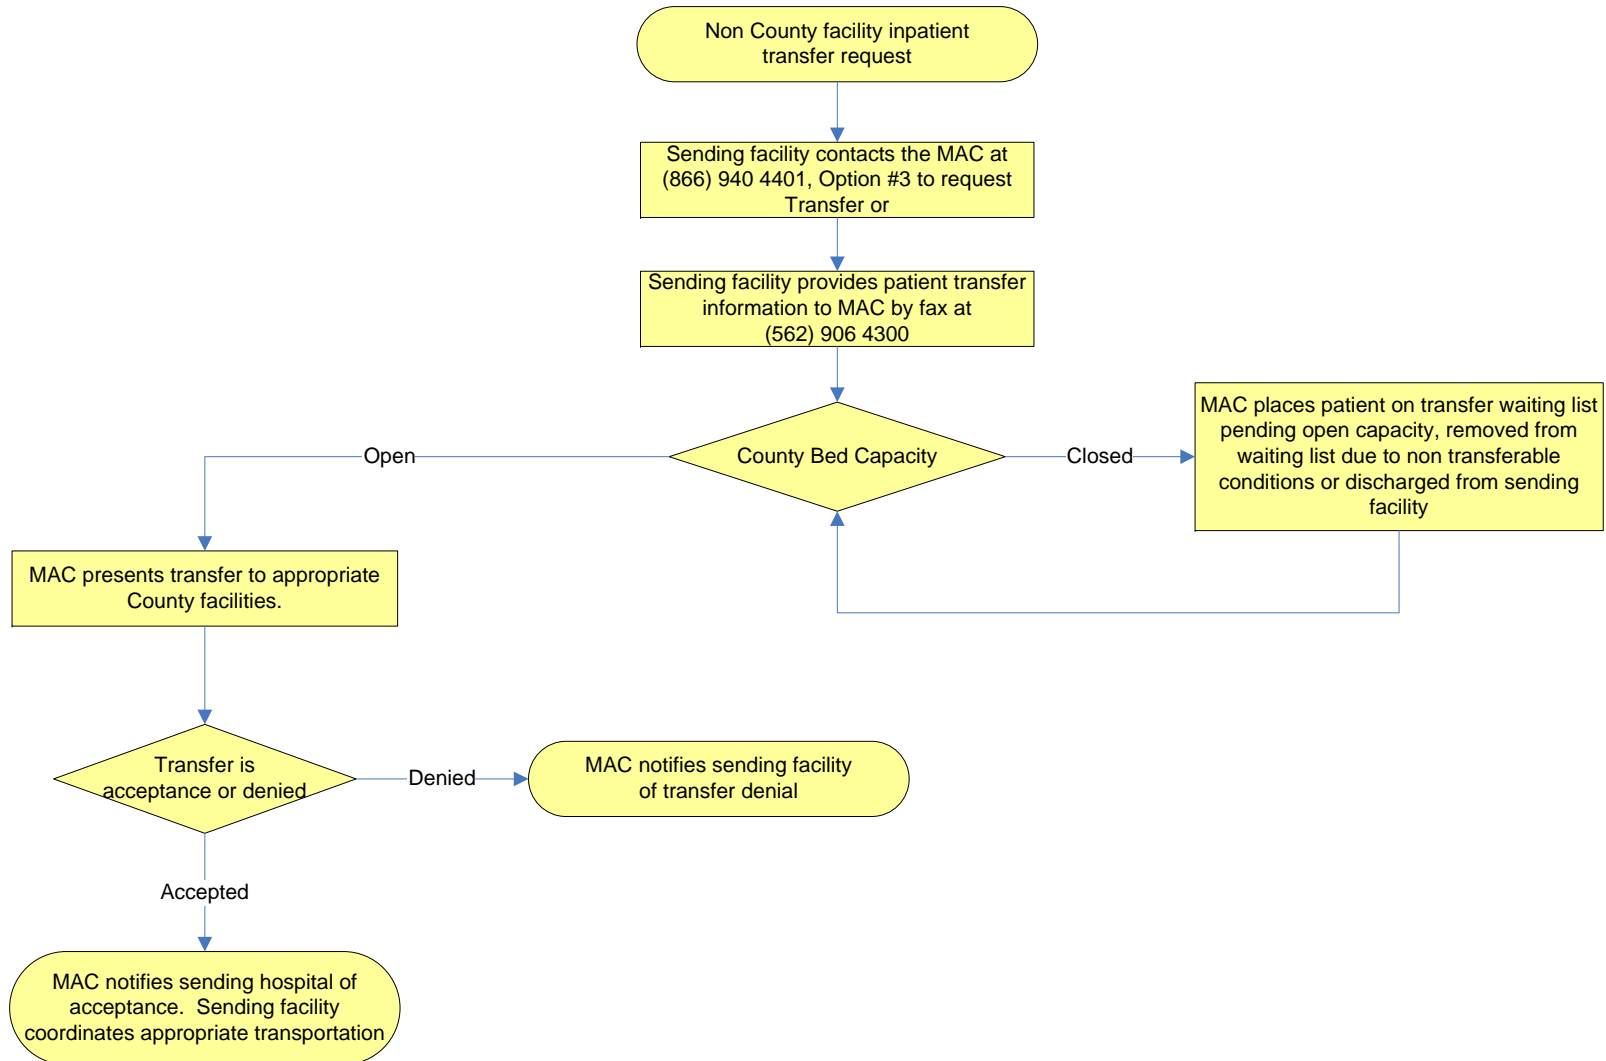 Non County facility inpatient
transfer request
Sending facility contacts the MAC at
(866) 940 4401, Option #3 to request
Transfer or
Sending facility provides patient transfer
information to MAC by fax at
(562) 906 4300
County Bed Capacity
Open
Closed
MAC places patient on transfer waiting list
pending open capacity, removed from
waiting list due to non transferable
conditions or discharged from sending
facility
MAC presents transfer to appropriate
County facilities.
Transfer is
acceptance or denied
Denied
MAC notifies sending facility
of transfer denial
Accepted
MAC notifies sending hospital of
acceptance.  Sending facility
coordinates appropriate transportation